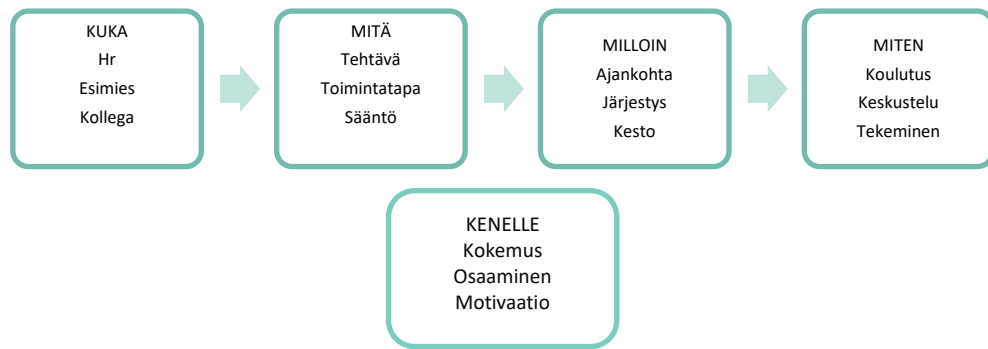 KUKA
Hr
Esimies
Kollega
MITÄ
Tehtävä
Toimintatapa
Sääntö
MILLOIN
Ajankohta
Järjestys
Kesto
MITEN
Koulutus
Keskustelu
Tekeminen
KENELLE
Kokemus
Osaaminen
Motivaatio